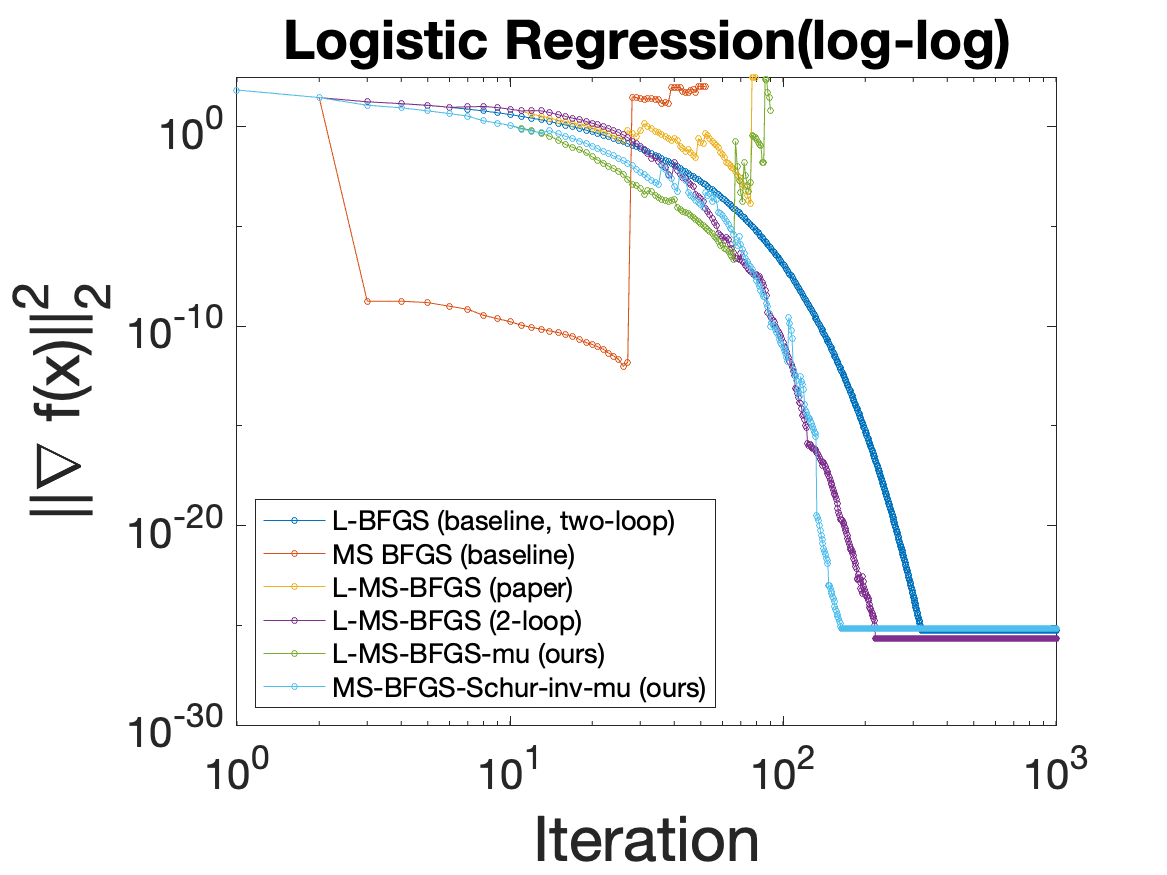 Logistic Regression(log-log)
10^0
10^-10
10^-20
10^-30
||∇ f(x)||_2^2
L-BFGS (baseline, two-loop)
MS BFGS (baseline)
L-MS-BFGS (paper)
L-MS-BFGS (2-loop)
L-MS-BFGS-mu (ours)
MS-BFGS-Schur-inv-mu (ours)
10^0 10^1 10^2 10^3
Iteration